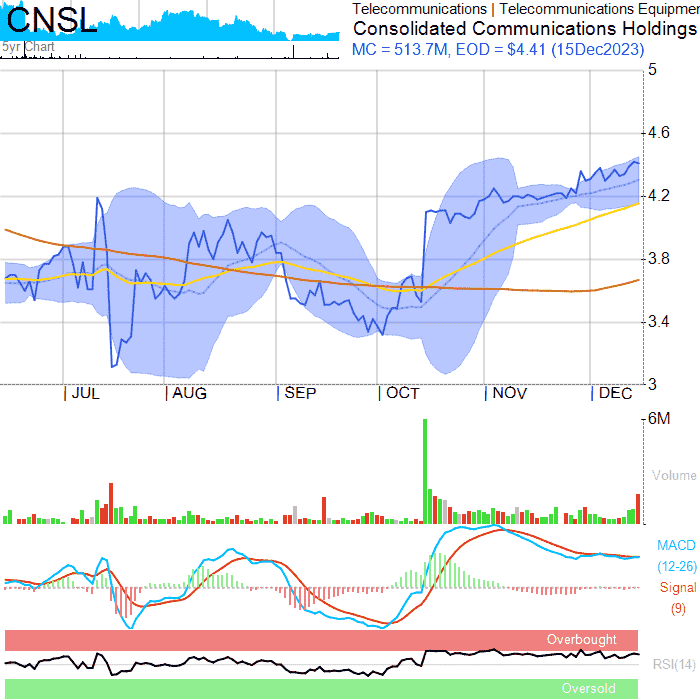 CNSL
5yr Chart
Telecommunications | Telecommunications Equipmen
Consolidated Communications Holdings
MC = 513.7M, EOD = $4.41 (15Dec2023)
5
4.6
4.2
3.8
3.4
3
JUL
AUG
SEP
OCT
NOV
DEC
6M
Volume
MACD
(12-26)
Signal
(9)
Overbought
RSI(14)
Oversold